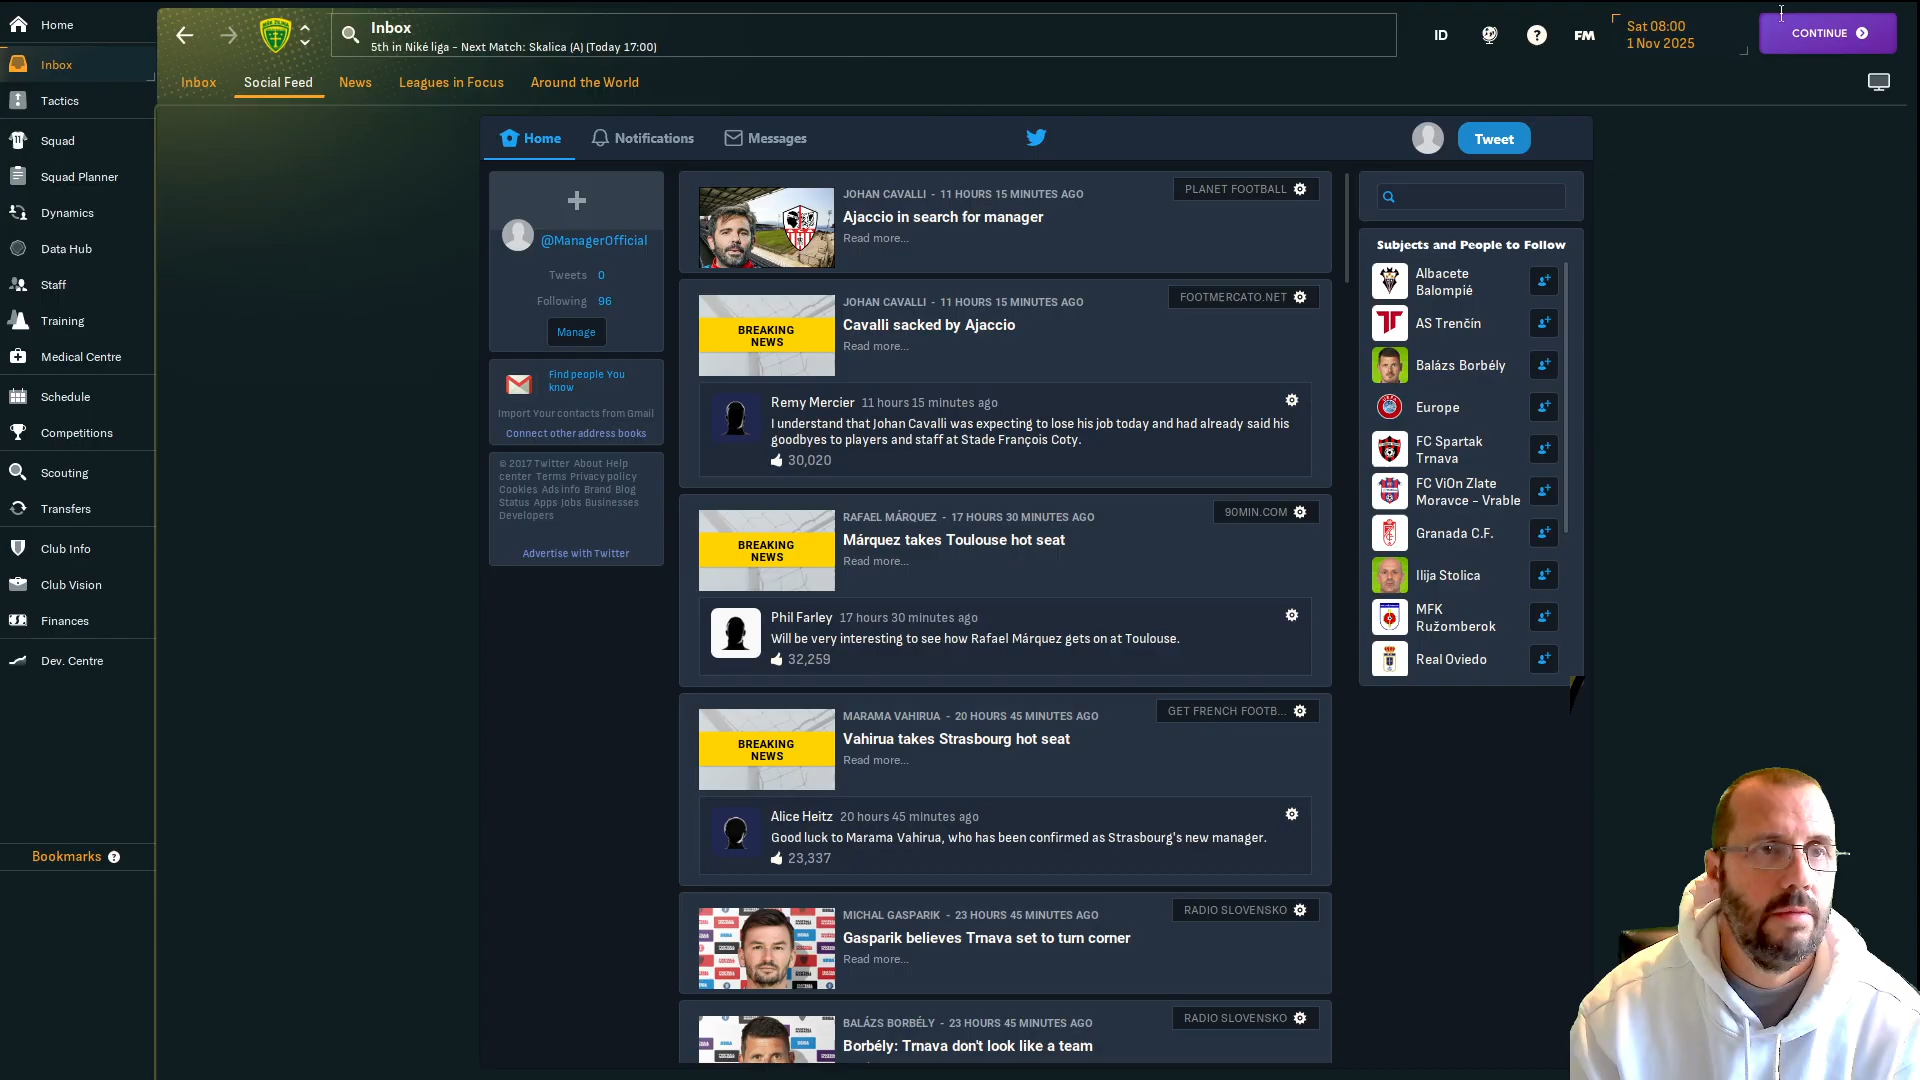 Home
Inbox
Tactics
Squad
Squad Planner
Dynamics
Data Hub
Staff
Training
Medical Centre
Schedule
Competitions
Scouting
Transfers
Club Info
Club Vision
Finances
Dev. Centre
Bookmarks ?
Inbox
5th in Niké liga - Next Match: Skalica (A) (Today 17:00)
ID
?
FM
Sat 08:00
1 Nov 2025
CONTINUE
Inbox Social Feed News Leagues in Focus Around the World
Home Notifications Messages
Tweet
@ManagerOfficial
Tweets 0
Following 96
Manage
Find people You
know
Import Your contacts from Gmail
Connect other address books
© 2017 Twitter About Help
center Terms Privacy policy
Cookies Ads info Brand Blog
Status Apps Jobs Businesses
Developers
Advertise with Twitter
JOHAN CAVALLI - 11 HOURS 15 MINUTES AGO
PLANET FOOTBALL
Ajaccio in search for manager
Read more...
JOHAN CAVALLI - 11 HOURS 15 MINUTES AGO
FOOTMERCATO.NET
BREAKING
NEWS
Cavalli sacked by Ajaccio
Read more...
Remy Mercier 11 hours 15 minutes ago
I understand that Johan Cavalli was expecting to lose his job today and had already said his
goodbyes to players and staff at Stade François Coty.
30,020
RAFAEL MÁRQUEZ - 17 HOURS 30 MINUTES AGO
90MIN.COM
BREAKING
NEWS
Márquez takes Toulouse hot seat
Read more...
Phil Farley 17 hours 30 minutes ago
Will be very interesting to see how Rafael Márquez gets on at Toulouse.
32,259
MARAMA VAHIRUA - 20 HOURS 45 MINUTES AGO
GET FRENCH FOOTB...
BREAKING
NEWS
Vahirua takes Strasbourg hot seat
Read more...
Alice Heitz 20 hours 45 minutes ago
Good luck to Marama Vahirua, who has been confirmed as Strasbourg's new manager.
23,337
MICHAL GASPARIK - 23 HOURS 45 MINUTES AGO
RADIO SLOVENSKO
Gasparik believes Trnava set to turn corner
Read more...
BALÁZS BORBÉLY - 23 HOURS 45 MINUTES AGO
RADIO SLOVENSKO
Borbély: Trnava don't look like a team
Subjects and People to Follow
Albacete
Balompié
AS Trenčín
Balázs Borbély
Europe
FC Spartak
Trnava
FC ViOn Zlate
Moravce - Vrable
Granada C.F.
Ilija Stolica
MFK
Ružomberok
Real Oviedo